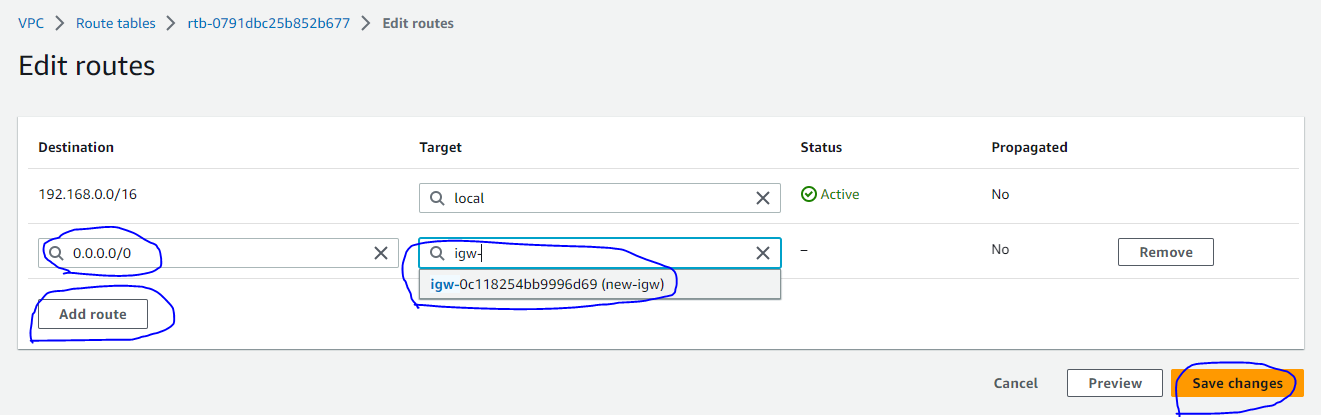 VPC > Route tables > rtb-0791dbc25b852b677 > Edit routes
Edit routes
Destination Target Status Propagated
192.168.0.0/16 local Active No
0.0.0.0/0 igw- – No Remove
igw-0c118254bb9996d69 (new-igw)
Add route
Cancel Preview Save changes